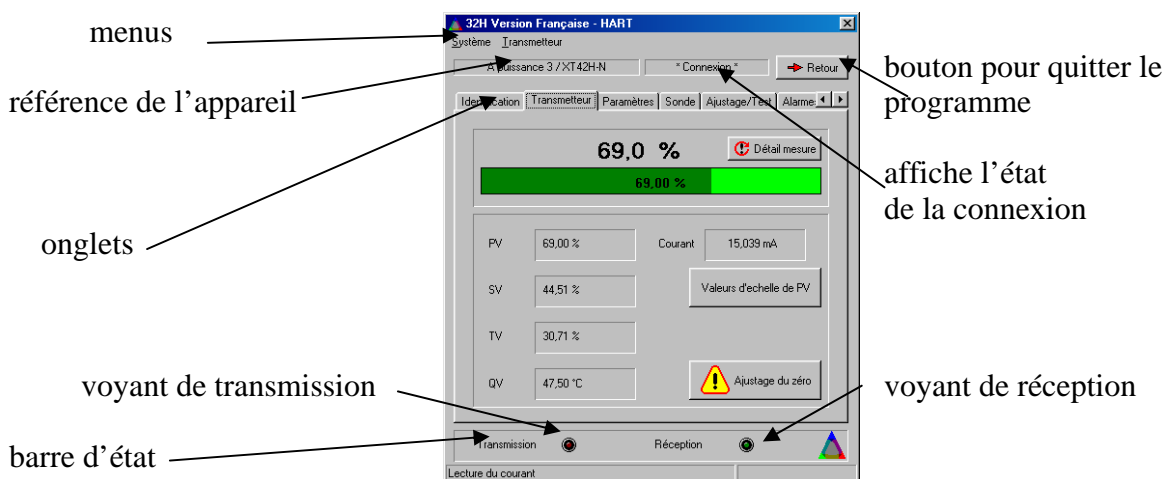 menus
référence de l'appareil
onglets
voyant de transmission
barre d'état
32H Version Française - HART
Système Transmetteur
A puissance 3 / XT42H-N
* Connexion *
Retour
Identification Transmetteur Paramètres Sonde Ajustage/Test Alarme
69,0 %
Détail mesure
69,00 %
PV 69,00 % Courant 15,039 mA
SV 44,51 % Valeurs d'echelle de PV
TV 30,71 %
QV 47,50 °C Ajustage du zéro
Transmission Réception
Lecture du courant
bouton pour quitter le
programme
affiche l'état
de la connexion
voyant de réception